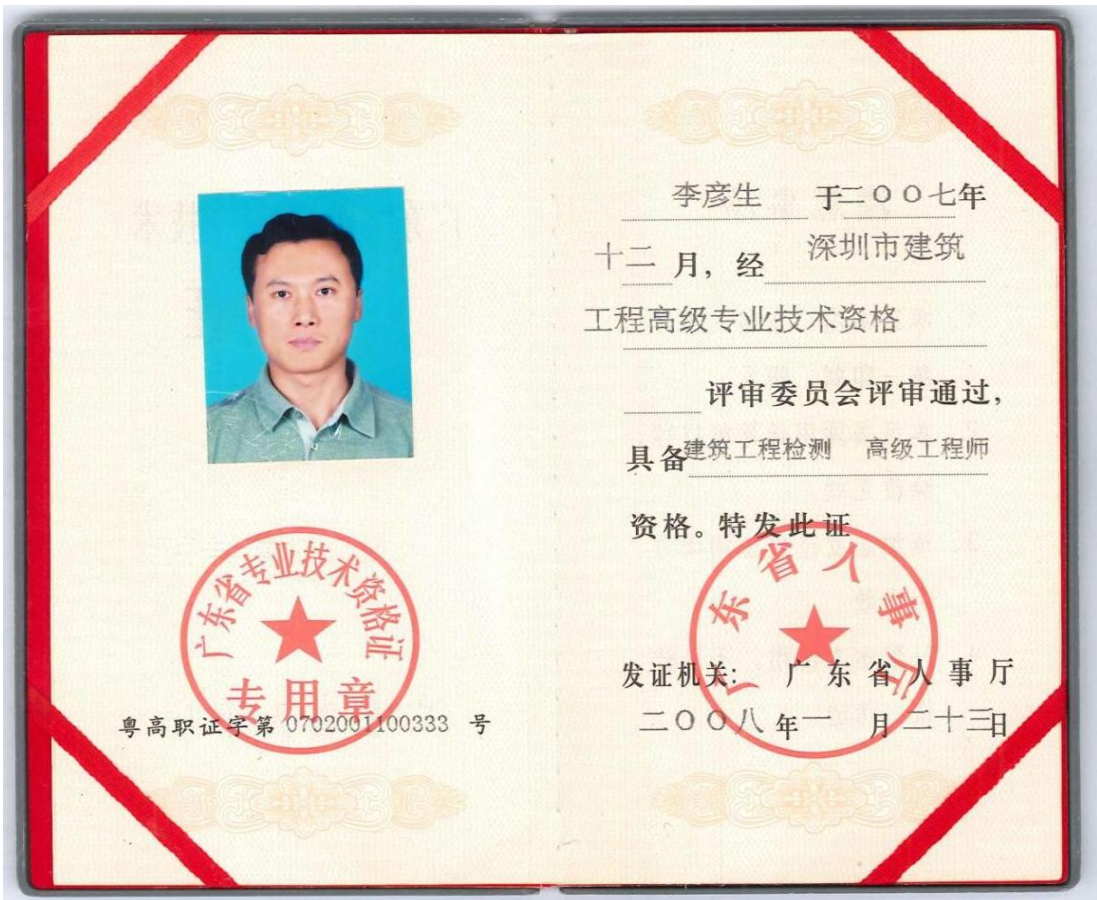 广东省专业技术资格证
专用章
粤高职证字第 0702001100333 号
李彦生 于二〇〇七年
十二月，经深圳市建筑
工程高级专业技术资格
评审委员会评审通过，
具备建筑工程检测 高级工程师
资格。特发此证
广东省人事厅
发证机关：广东省人事厅
二〇〇八年一月二十三日